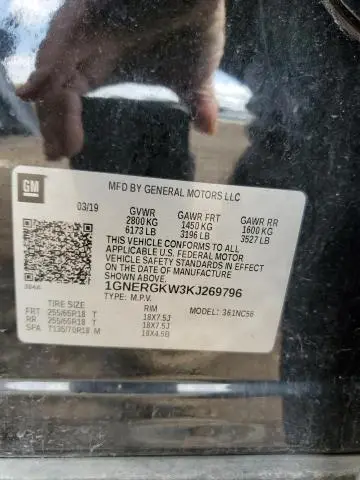 GM
MFD BY GENERAL MOTORS LLC
03/19 GVWR GAWR FRT GAWR RR
2800 KG 1450 KG 1600 KG
6173 LB 3196 LB 3527 LB
THIS VEHICLE CONFORMS TO ALL
APPLICABLE U.S. FEDERAL MOTOR
VEHICLE SAFETY STANDARDS IN EFFECT
ON THE DATE OF MANUFACTURE
SHOWN ABOVE.
1GNERGKW3KJ269796
TYPE: M.P.V.
TIRE SIZE RIM MODEL: 361NC56
FRT 255/65R18 T 18X7.5J
RR 255/65R18 T 18X7.5J
SPA T135/70R18 M 18X4.5B